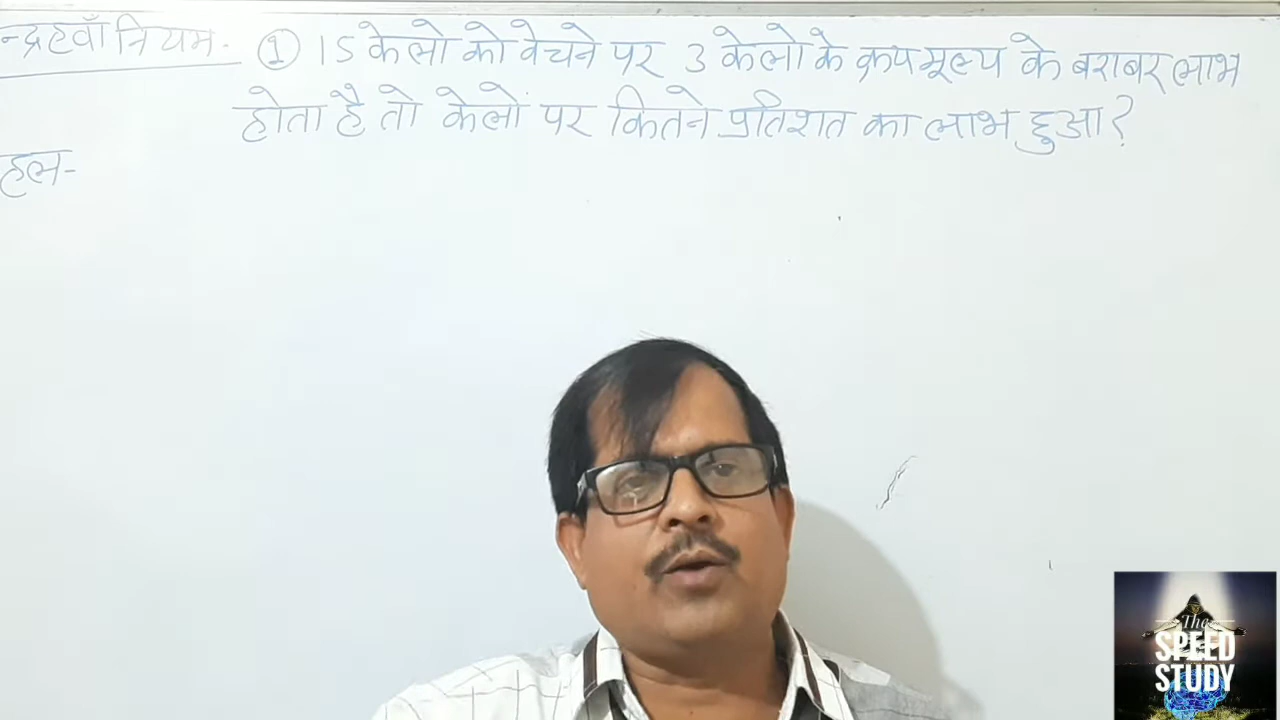 न्द्रहवाँ नियम- ① 15 केलो को वेचने पर 3 केलो के क्रयमूल्य के बराबर लाभ
होता है तो केलों पर कितने प्रतिशत का लाभ हुआ?
हल-
The
SPEED
STUDY